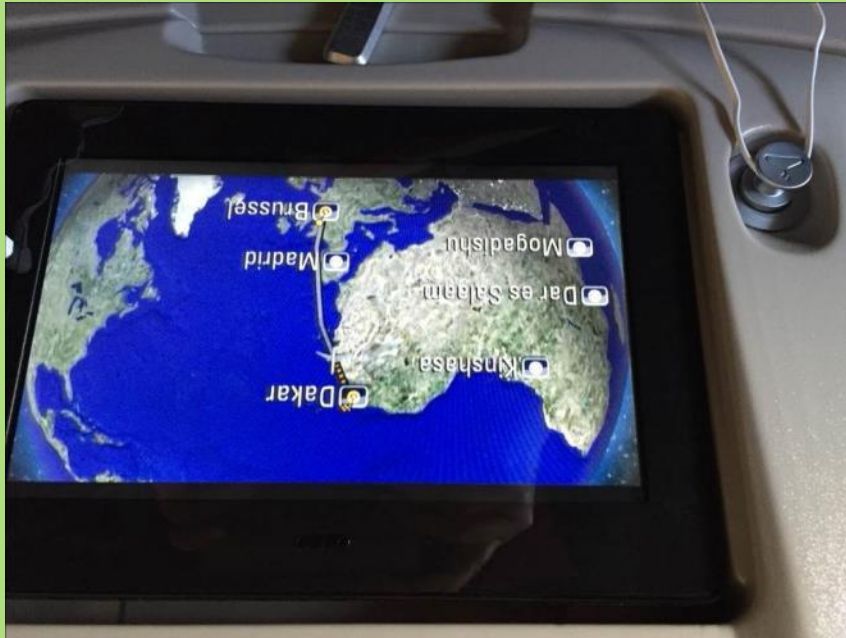 Brussel
Madrid
Mogadishu
Dar es Salaam
Kinshasa
Dakar